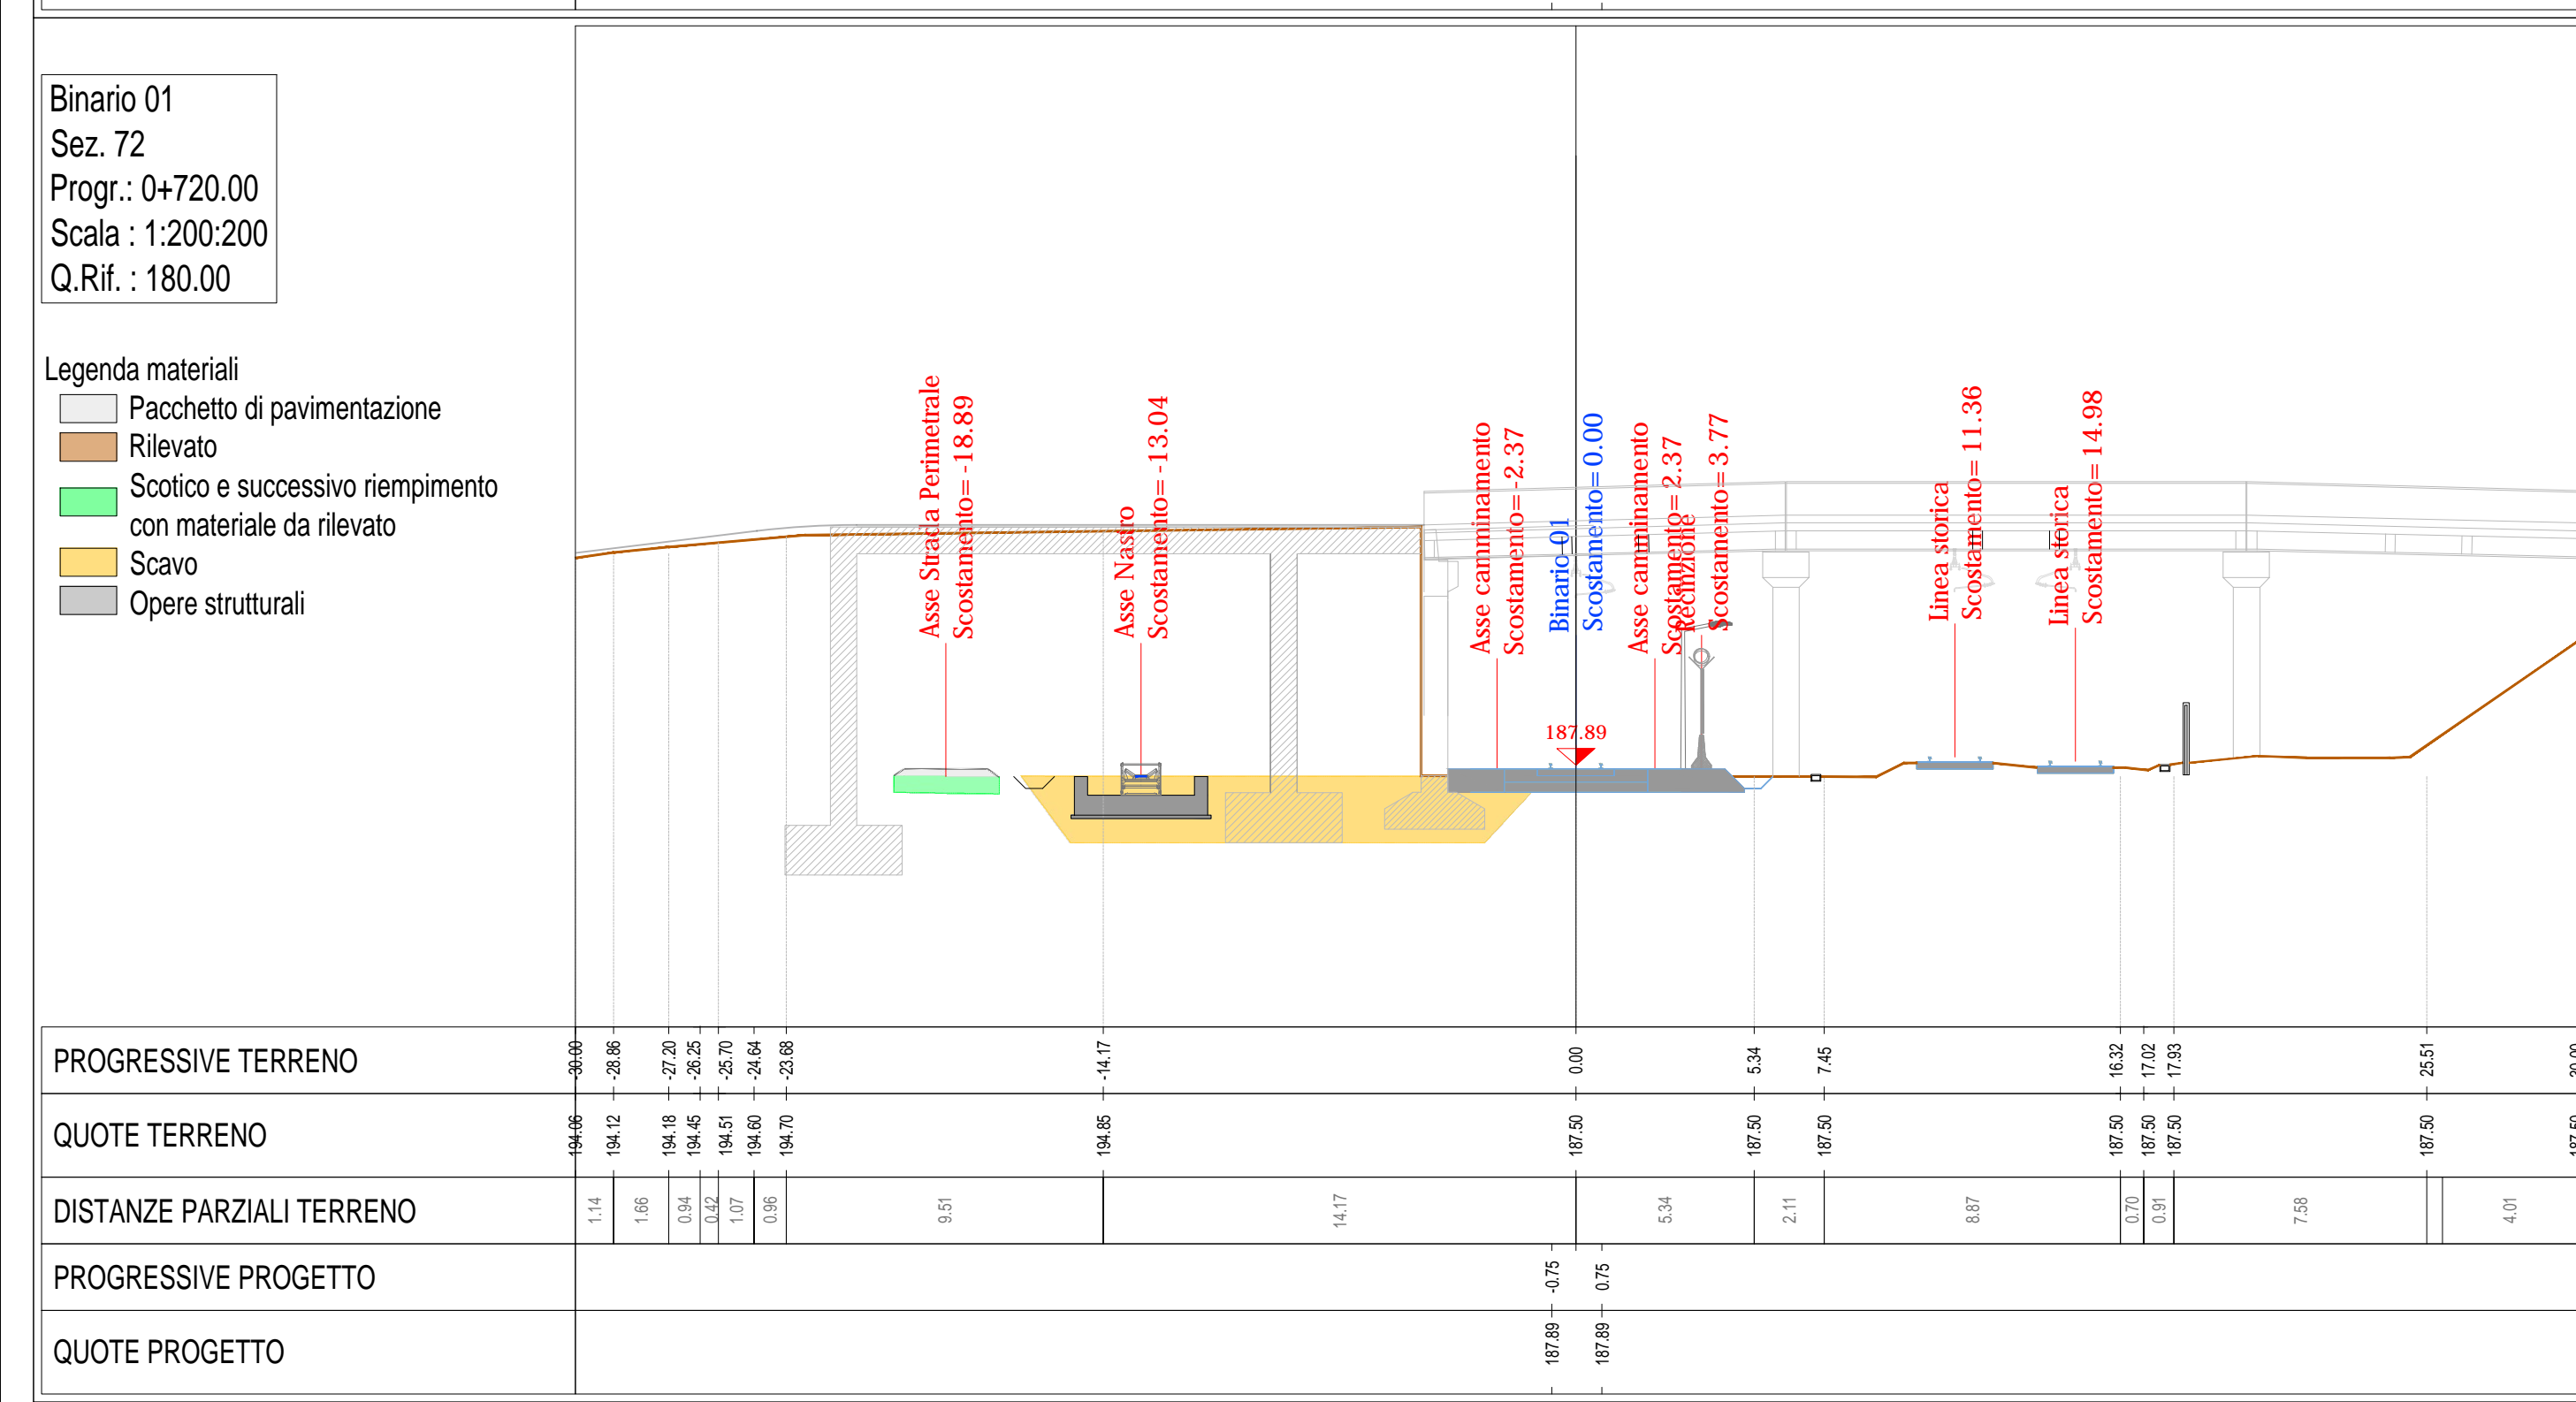 Binario 01
Sez. 72
Progr.: 0+720.00
Scala : 1:200:200
Q.Rif. : 180.00
Legenda materiali
Pacchetto di pavimentazione
Rilevato
Scotico e successivo riempimento
con materiale da rilevato
Scavo
Opere strutturali
Asse Strada Perimetrale
Scostamento= -18.89
Asse Nastro
Scostamento= -13.04
Asse camminamento
Scostamento= -2.37
Binario 01
Scostamento= 0.00
Asse camminamento
Scostamento= 2.37
Recinzione
Scostamento= 3.77
Linea storica
Scostamento= 11.36
Linea storica
Scostamento= 14.98
187.89
PROGRESSIVE TERRENO
-30.00 -28.86 -27.20 -26.25 -25.70 -24.64 -23.68 -14.17 0.00 5.34 7.45 16.32 17.02 17.93 25.51 30.00
QUOTE TERRENO
194.06 194.12 194.18 194.45 194.51 194.60 194.70 194.85 187.50 187.50 187.50 187.50 187.50 187.50 187.50 187.50
DISTANZE PARZIALI TERRENO
1.14 1.66 0.94 0.42 1.07 0.96 9.51 14.17 5.34 2.11 8.87 0.70 0.91 7.58 4.01
PROGRESSIVE PROGETTO
-0.75 0.75
QUOTE PROGETTO
187.89 187.89